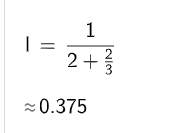 I = 1 / (2 + 2/3)
≈0.375